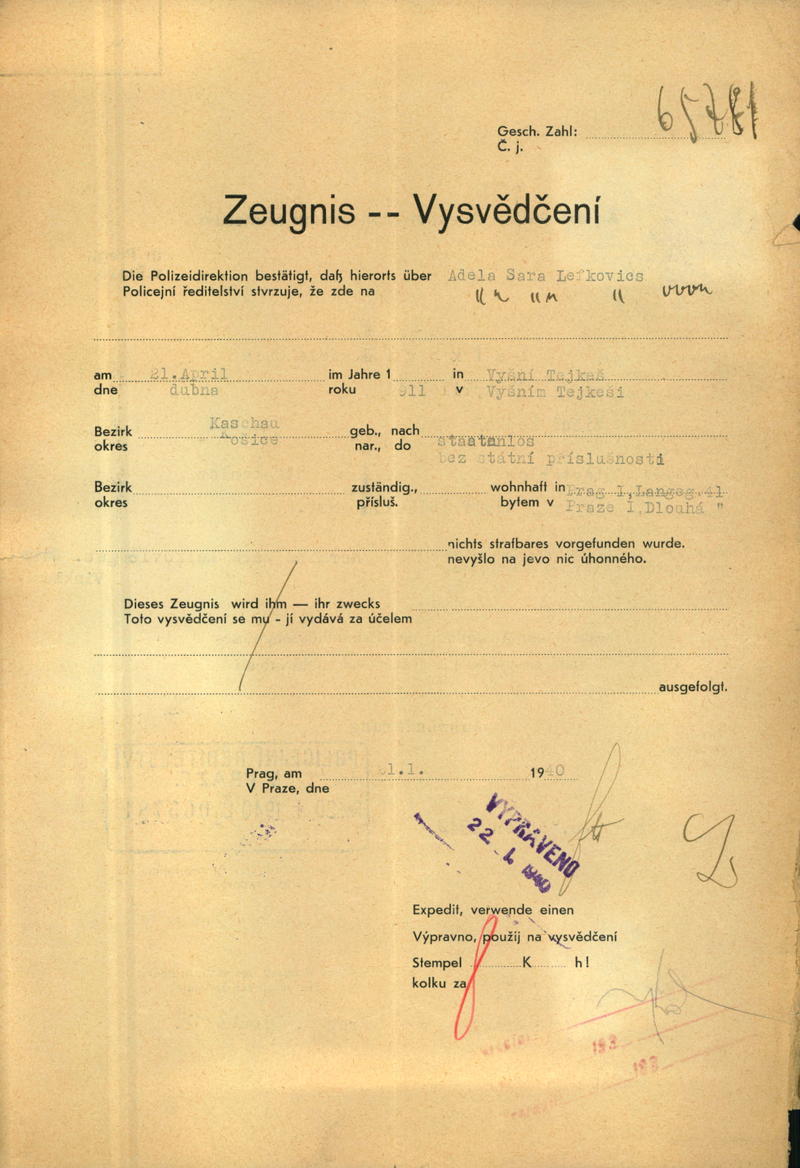 Gesch. Zahl:
Č. j.
Zeugnis -- Vysvědčení
Die Polizeidirektion bestätigt, daß hierorts über Adela Sara Lefkovics
Policejní ředitelství stvrzuje, že zde na
am 21.April im Jahre 1 in Vyšní Tejkeš
dne dubna roku 911 v Vyšním Tejkeši
Bezirk Kaschau geb., nach staatenlos
okres Košice nar., do bez státní příslušnosti
Bezirk zuständig., wohnhaft in Prag I,Langeg.41
okres přísluš. bytem v Praze I,Dlouhá "
nichts strafbares vorgefunden wurde.
nevyšlo na jevo nic úhonného.
Dieses Zeugnis wird ihm — ihr zwecks
Toto vysvědčení se mu - jí vydává za účelem
ausgefolgt.
Prag, am 1.1. 1940
V Praze, dne
VYPRAVENO
22
Expedit, verwende einen
Výpravno, použij na vysvědčení
Stempel K h!
kolku za
193
193